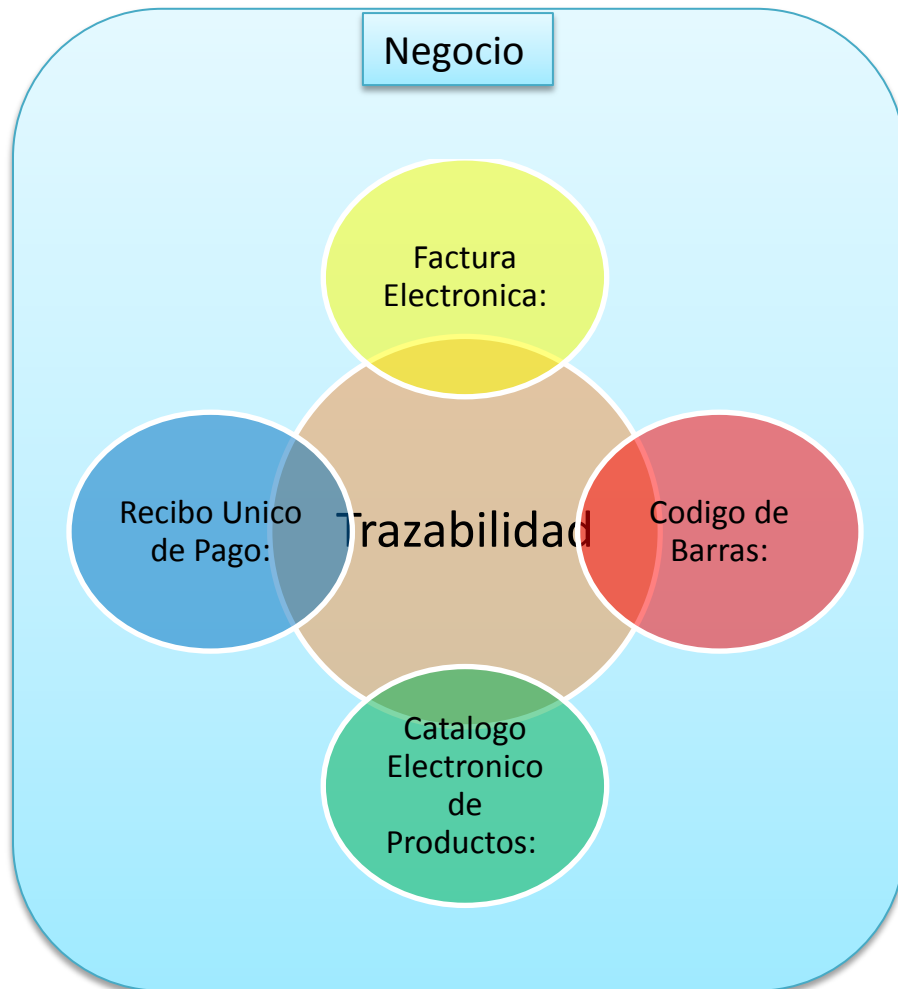 Negocio
Factura
Electronica:
Recibo Unico
de Pago:
Trazabilidad
Codigo de
Barras:
Catalogo
Electronico
de
Productos: